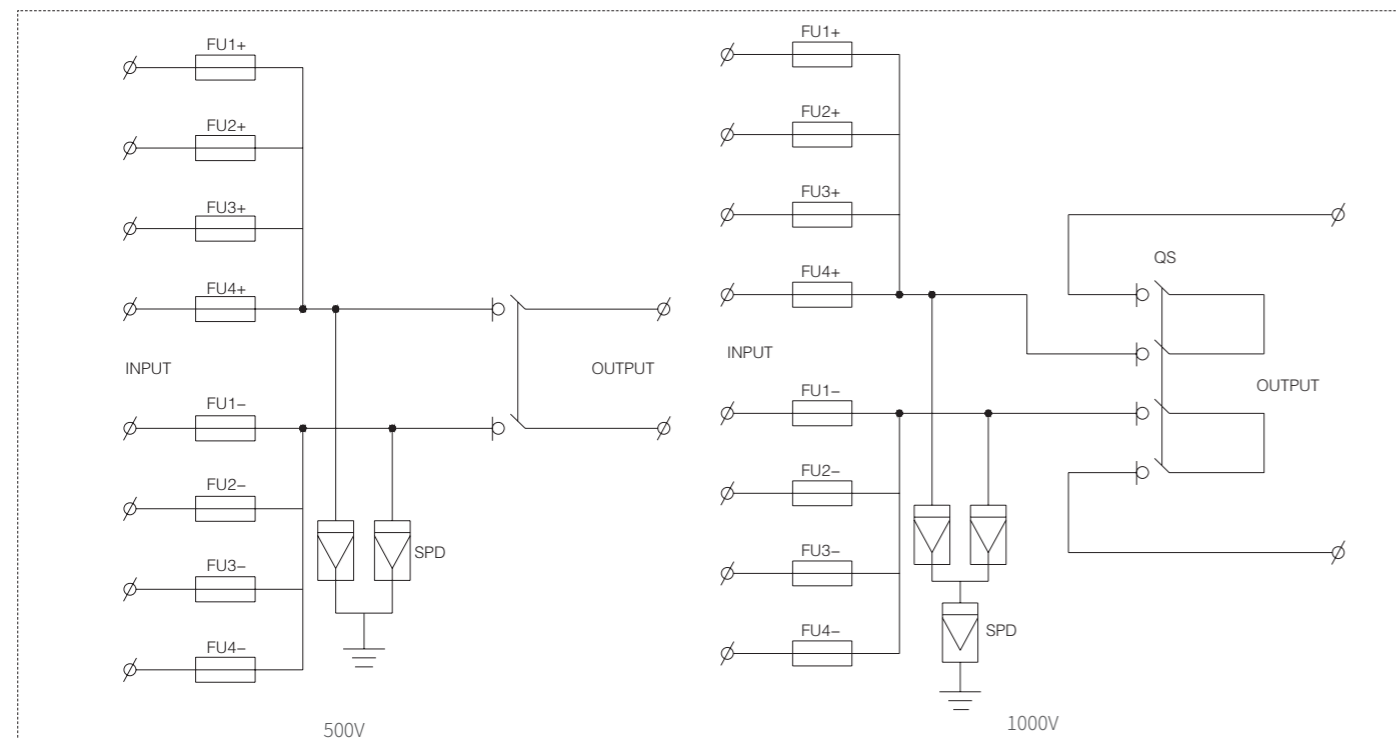 FU1+
FU2+
FU3+
FU4+
INPUT
OUTPUT
FU1−
FU2−
SPD
FU3−
FU4−
500V
FU1+
FU2+
FU3+
QS
FU4+
INPUT
OUTPUT
FU1−
FU2−
FU3−
SPD
FU4−
1000V